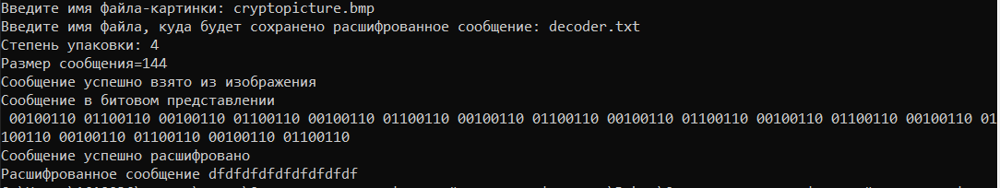 Введите имя файла-картинки: cryptopicture.bmp
Введите имя файла, куда будет сохранено расшифрованное сообщение: decoder.txt
Степень упаковки: 4
Размер сообщения=144
Сообщение успешно взято из изображения
Сообщение в битовом представлении
00100110 01100110 00100110 01100110 00100110 01100110 00100110 01100110 00100110 01100110 00100110 01100110 00100110 01
100110 00100110 01100110 00100110 01100110
Сообщение успешно расшифровано
Расшифрованное сообщение dfdfdfdfdfdfdfdfdf